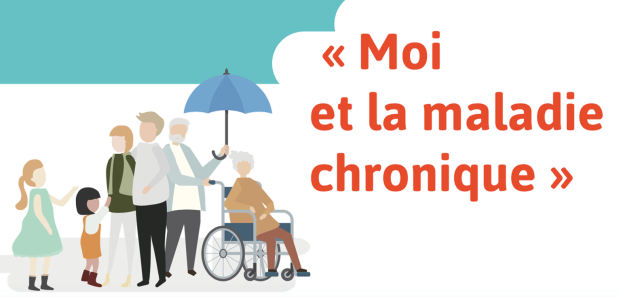 « Moi
et la maladie
chronique »